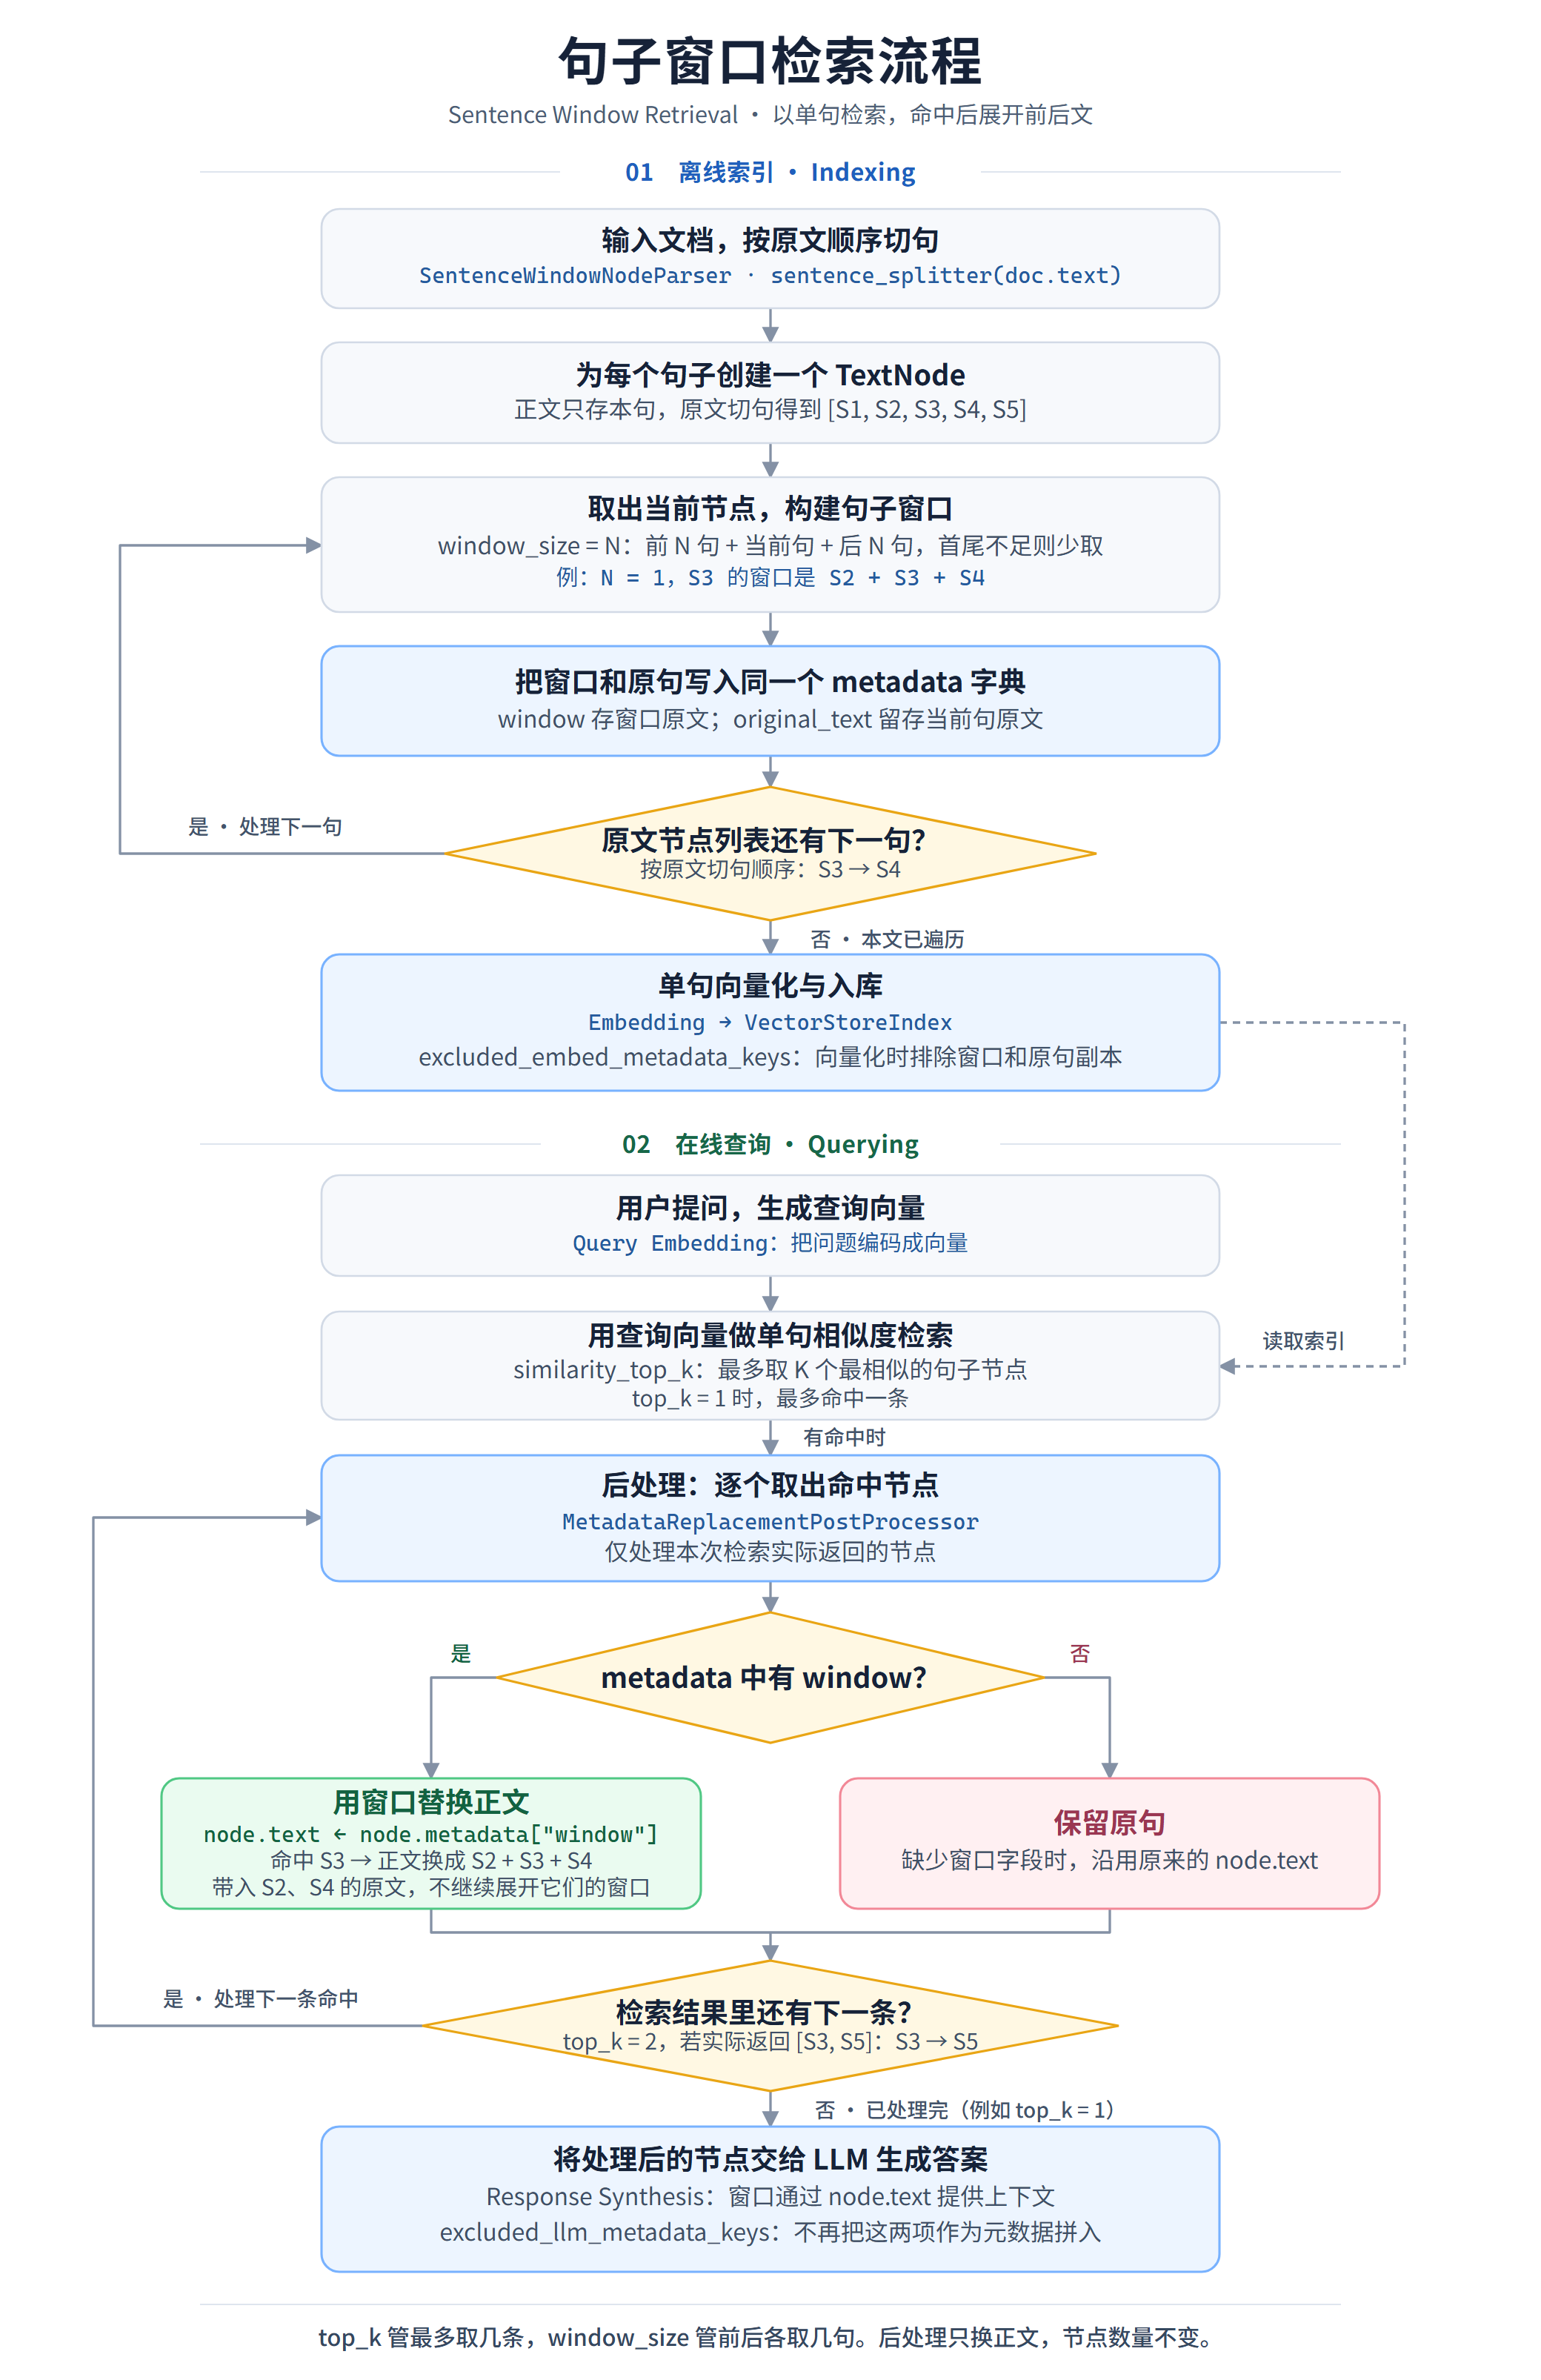 句子窗口检索流程
Sentence Window Retrieval · 以单句检索，命中后展开前后文
01 离线索引 · Indexing
输入文档，按原文顺序切句
SentenceWindowNodeParser · sentence_splitter(doc.text)
为每个句子创建一个 TextNode
正文只存本句，原文切句得到 [S1, S2, S3, S4, S5]
取出当前节点，构建句子窗口
window_size = N：前 N 句 + 当前句 + 后 N 句，首尾不足则少取
例：N = 1，S3 的窗口是 S2 + S3 + S4
把窗口和原句写入同一个 metadata 字典
window 存窗口原文；original_text 留存当前句原文
是 · 处理下一句
原文节点列表还有下一句？
按原文切句顺序：S3 → S4
否 · 本文已遍历
单句向量化与入库
Embedding → VectorStoreIndex
excluded_embed_metadata_keys：向量化时排除窗口和原句副本
02 在线查询 · Querying
用户提问，生成查询向量
Query Embedding：把问题编码成向量
用查询向量做单句相似度检索
similarity_top_k：最多取 K 个最相似的句子节点
top_k = 1 时，最多命中一条
读取索引
有命中时
后处理：逐个取出命中节点
MetadataReplacementPostProcessor
仅处理本次检索实际返回的节点
是
否
metadata 中有 window？
用窗口替换正文
node.text ← node.metadata["window"]
命中 S3 → 正文换成 S2 + S3 + S4
带入 S2、S4 的原文，不继续展开它们的窗口
保留原句
缺少窗口字段时，沿用原来的 node.text
是 · 处理下一条命中
检索结果里还有下一条？
top_k = 2，若实际返回 [S3, S5]：S3 → S5
否 · 已处理完（例如 top_k = 1）
将处理后的节点交给 LLM 生成答案
Response Synthesis：窗口通过 node.text 提供上下文
excluded_llm_metadata_keys：不再把这两项作为元数据拼入
top_k 管最多取几条，window_size 管前后各取几句。后处理只换正文，节点数量不变。